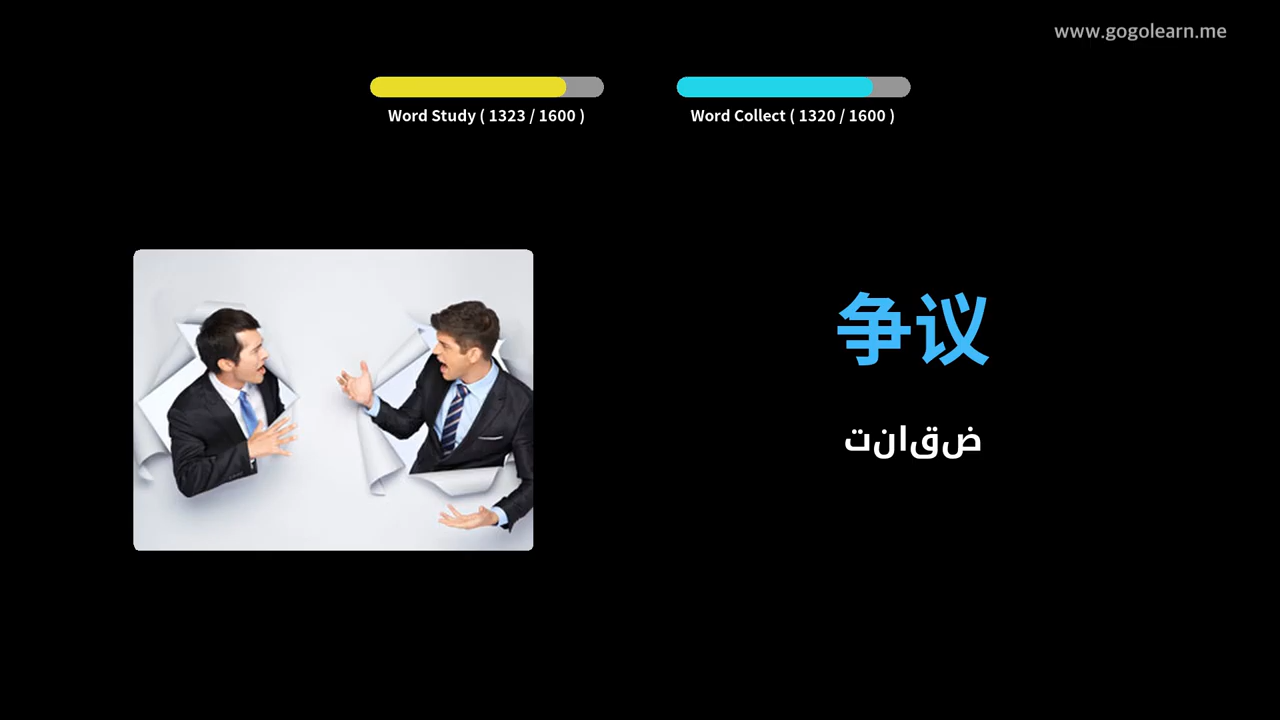 www.gogolearn.me
Word Study ( 1323 / 1600 )
Word Collect ( 1320 / 1600 )
争议
ضقانت